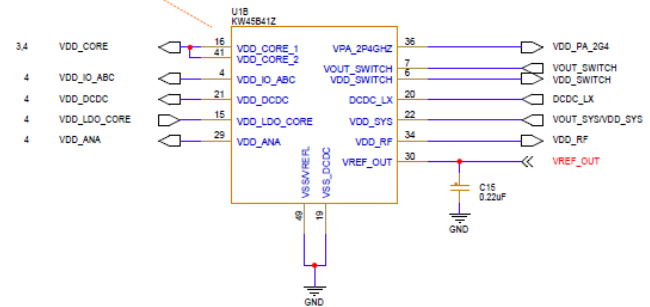 U1B
KW45B41Z
3,4 VDD_CORE 16 VDD_CORE_1 VPA_2P4GHZ 36 VDD_PA_2G4
41 VDD_CORE_2
VOUT_SWITCH 7 VOUT_SWITCH
4 VDD_IO_ABC 4 VDD_IO_ABC VDD_SWITCH 6 VDD_SWITCH
4 VDD_DCDC 21 VDD_DCDC DCDC_LX 20 DCDC_LX
4 VDD_LDO_CORE 15 VDD_LDO_CORE VDD_SYS 22 VOUT_SYS/VDD_SYS
4 VDD_ANA 29 VDD_ANA VDD_RF 34 VDD_RF
VREF_OUT 30 VREF_OUT
VSS/VREFL
VSS_DCDC
49
19
C15
0.22uF
GND
GND